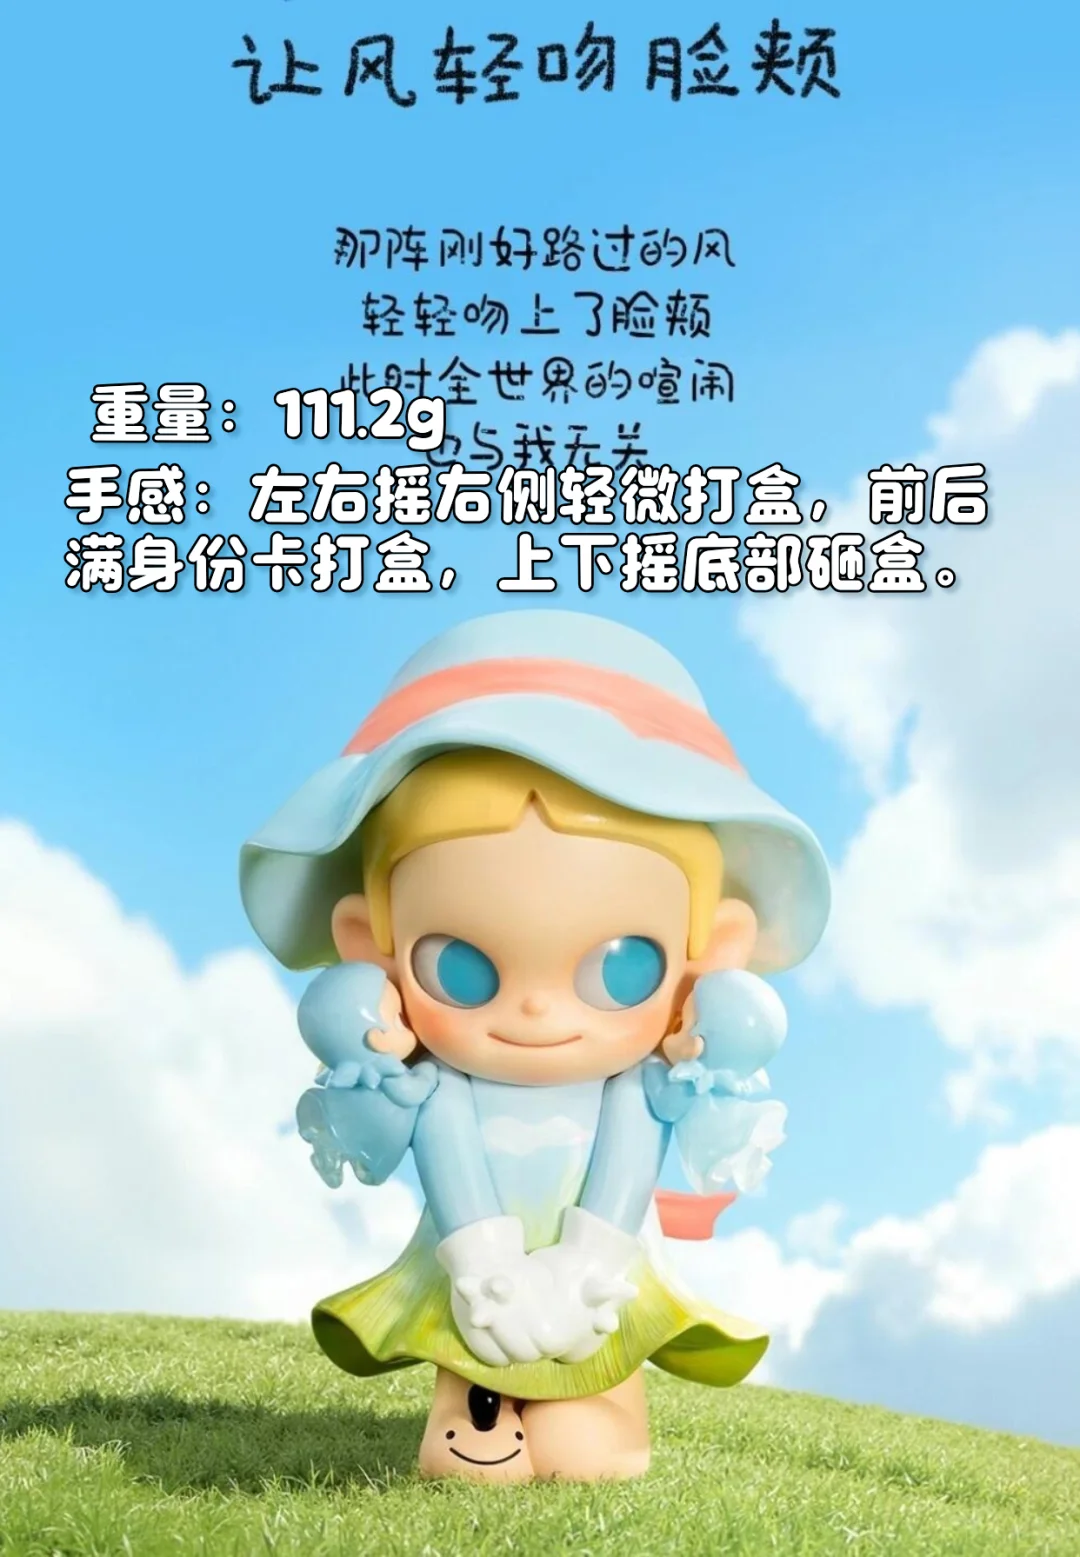 让风轻吻脸颊
那阵刚好路过的风
轻轻吻上了脸颊
此时全世界的喧闹
也与我无关
重量：111.2g
手感：左右摇右侧轻微打盒，前后
满身份卡打盒，上下摇底部砸盒。